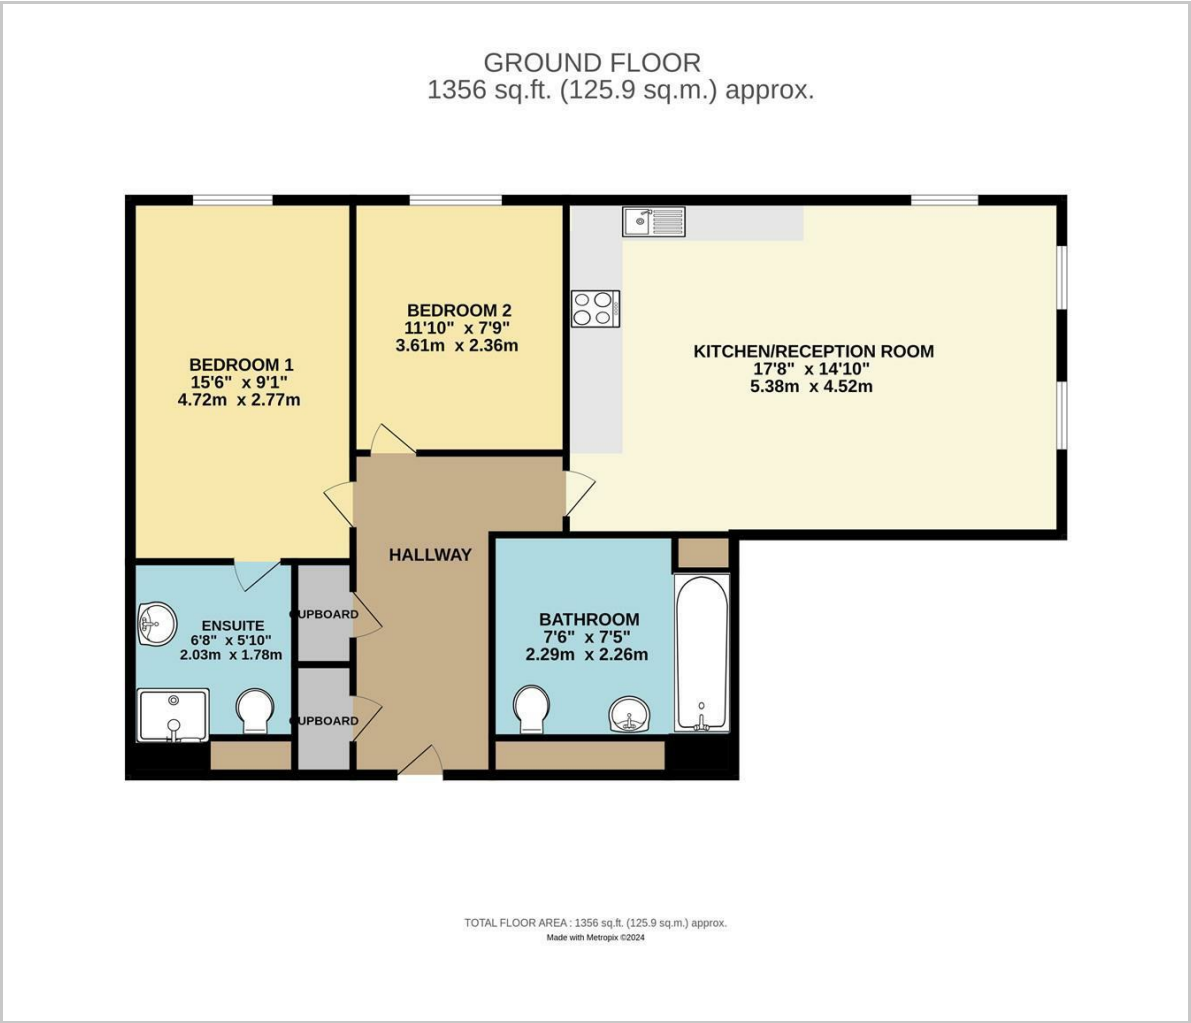 GROUND FLOOR
1356 sq.ft. (125.9 sq.m.) approx.
BEDROOM 1
15'6" x 9'1"
4.72m x 2.77m
BEDROOM 2
11'10" x 7'9"
3.61m x 2.36m
KITCHEN/RECEPTION ROOM
17'8" x 14'10"
5.38m x 4.52m
HALLWAY
ENSUITE
6'8" x 5'10"
2.03m x 1.78m
CUPBOARD
CUPBOARD
BATHROOM
7'6" x 7'5"
2.29m x 2.26m
TOTAL FLOOR AREA : 1356 sq.ft. (125.9 sq.m.) approx.
Made with Metropix ©2024